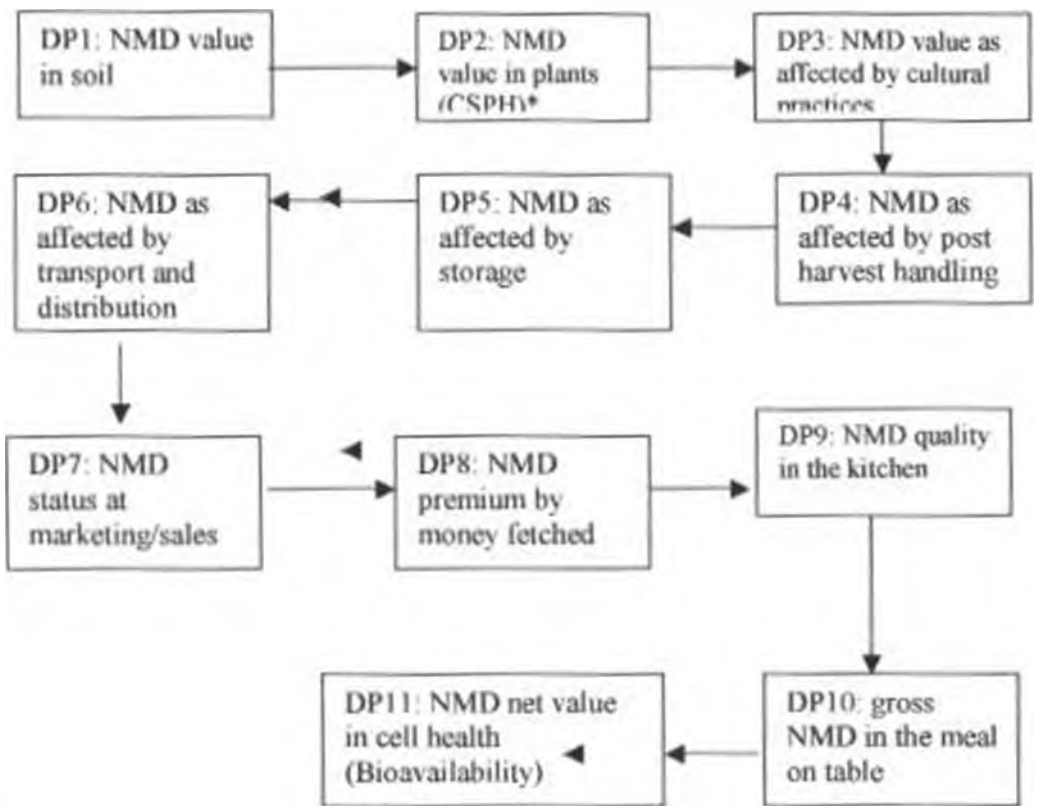 DP1: NMD value
in soil
DP2: NMD
value in plants
(CSPH)*
DP3: NMD value as
affected by cultural
practices
DP4: NMD as
affected by post
harvest handling
DP5: NMD as
affected by
storage
DP6: NMD as
affected by
transport and
distribution
DP7: NMD
status at
marketing/sales
DP8: NMD
premium by
money fetched
DP9: NMD quality
in the kitchen
DP10: gross
NMD in the meal
on table
DP11: NMD net value
in cell health
(Bioavailability)